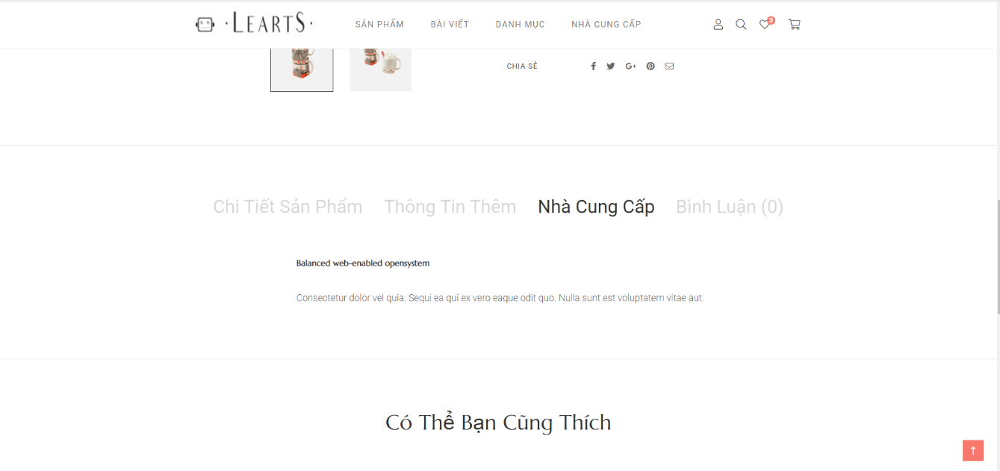 ·LEARTS·
SẢN PHẨM BÀI VIẾT DANH MỤC NHÀ CUNG CẤP
3
CHIA SẺ
G+
Chi Tiết Sản Phẩm Thông Tin Thêm Nhà Cung Cấp Bình Luận (0)
Balanced web-enabled opensystem
Consectetur dolor vel quia. Sequi ea qui ex vero eaque odit quo. Nulla sunt est voluptatem vitae aut.
Có Thể Bạn Cũng Thích